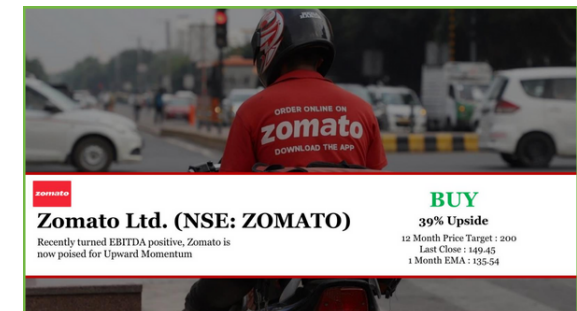 ORDER ONLINE ON
zomato
DOWNLOAD THE APP
zomato
Zomato Ltd. (NSE: ZOMATO)
Recently turned EBITDA positive, Zomato is
now poised for Upward Momentum
BUY
39% Upside
12 Month Price Target : 200
Last Close : 149.45
1 Month EMA : 135.54